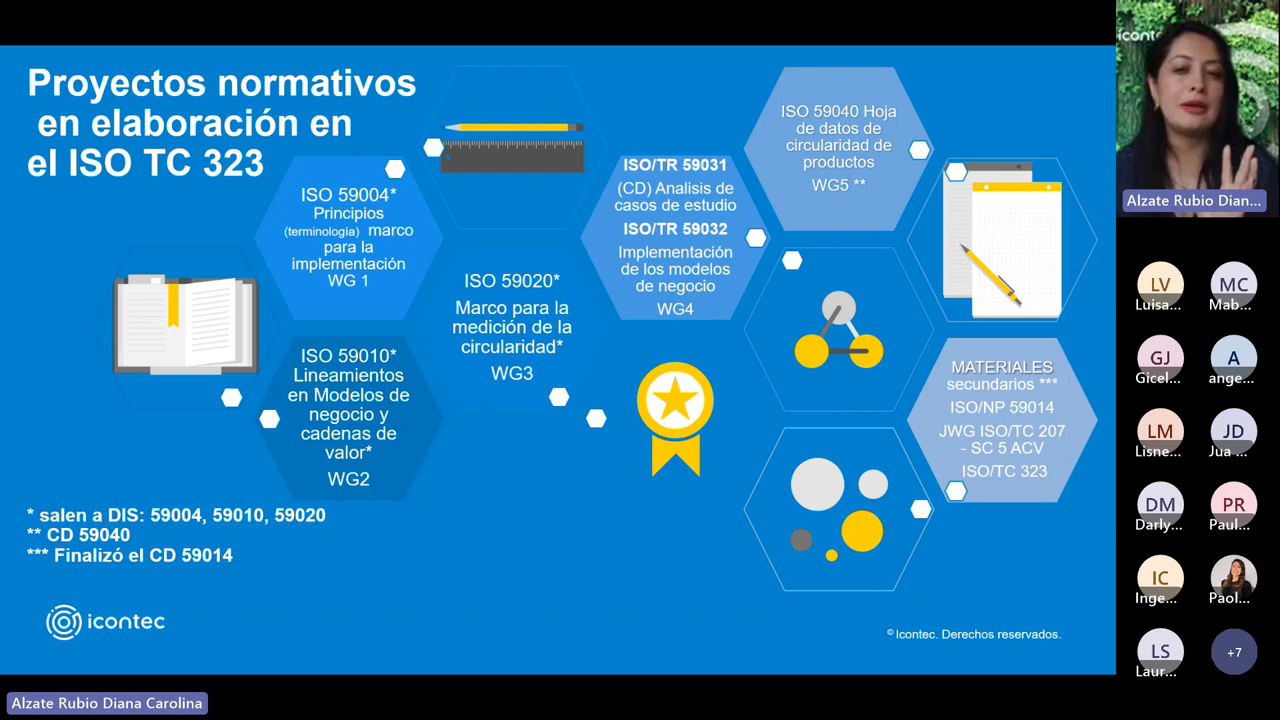 Proyectos normativos
en elaboración en
el ISO TC 323
ISO 59004*
Principios
(terminología) marco
para la
implementación
WG 1
ISO 59010*
Lineamientos
en Modelos de
negocio y
cadenas de
valor*
WG2
ISO 59020*
Marco para la
medición de la
circularidad*
WG3
ISO/TR 59031
(CD) Analisis de
casos de estudio
ISO/TR 59032
Implementación
de los modelos
de negocio
WG4
ISO 59040 Hoja
de datos de
circularidad de
productos
WG5 **
MATERIALES
secundarios ***
ISO/NP 59014
JWG ISO/TC 207
- SC 5 ACV
ISO/TC 323
* salen a DIS: 59004, 59010, 59020
** CD 59040
*** Finalizó el CD 59014
icontec
© Icontec. Derechos reservados.
Alzate Rubio Diana Carolina
icontec
Alzate Rubio Dian...
LV
Luisa...
MC
Mab...
GJ
Gicel...
A
ange...
LM
Lisne...
JD
Jua ...
DM
Darly...
PR
Paul...
IC
Inge...
Paol...
LS
Laur...
+7